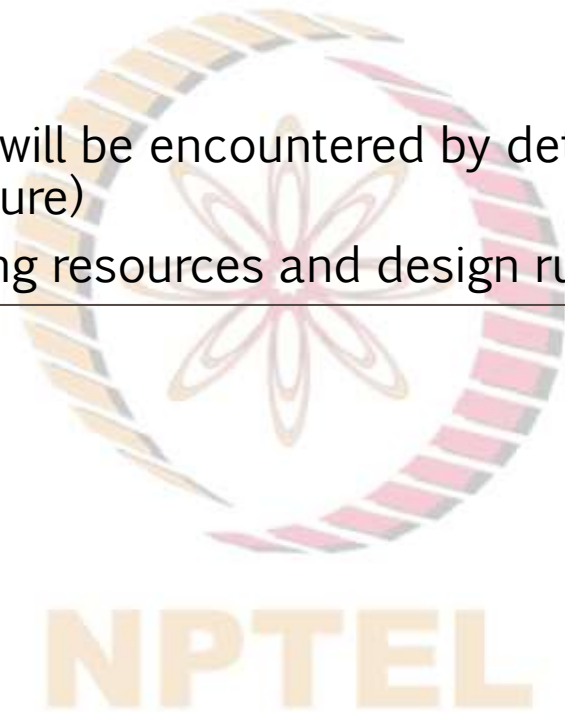 will be encountered by det
ure)
ng resources and design ru
NPTEL